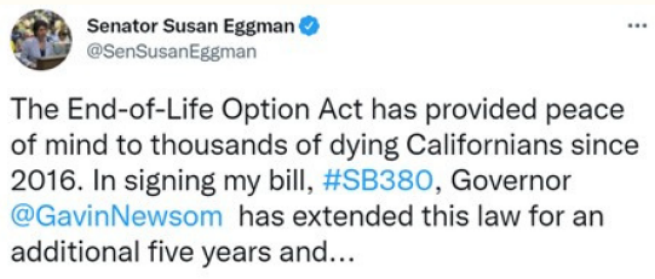 Senator Susan Eggman
@SenSusanEggman
The End-of-Life Option Act has provided peace
of mind to thousands of dying Californians since
2016. In signing my bill, #SB380, Governor
@GavinNewsom has extended this law for an
additional five years and...